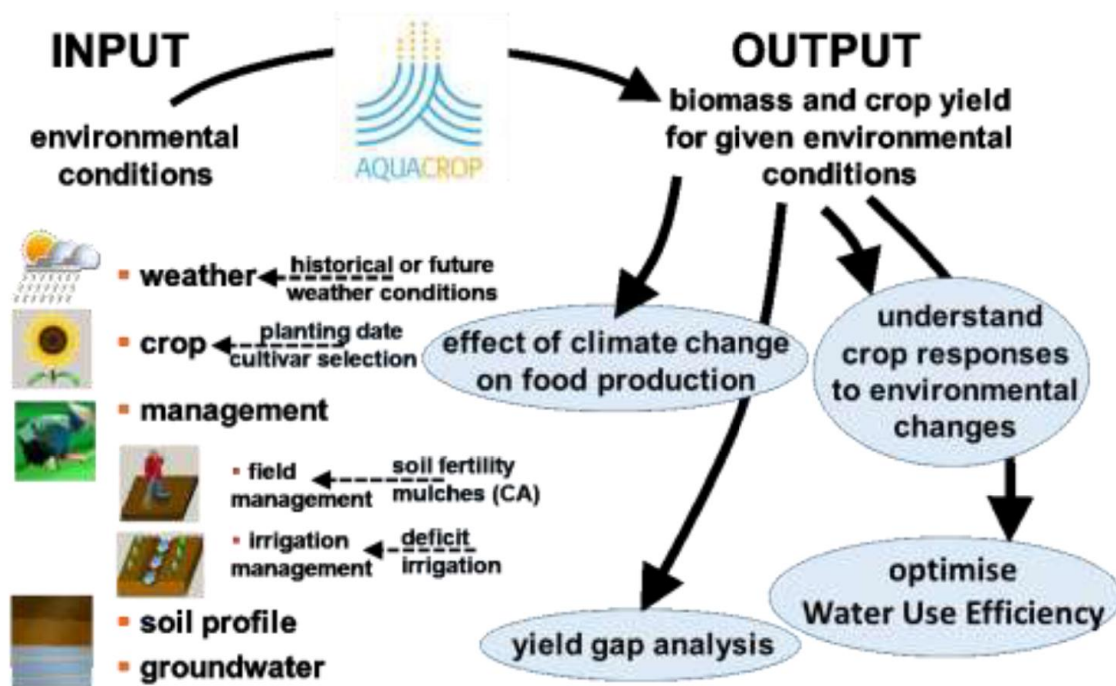 INPUT
environmental
conditions
AQUACROP
OUTPUT
biomass and crop yield
for given environmental
conditions
▪ weather
historical or future
weather conditions
▪ crop
planting date
cultivar selection
▪ management
▪ field
management
soil fertility
mulches (CA)
▪ irrigation
management
deficit
irrigation
▪ soil profile
▪ groundwater
effect of climate change
on food production
understand
crop responses
to environmental
changes
yield gap analysis
optimise
Water Use Efficiency